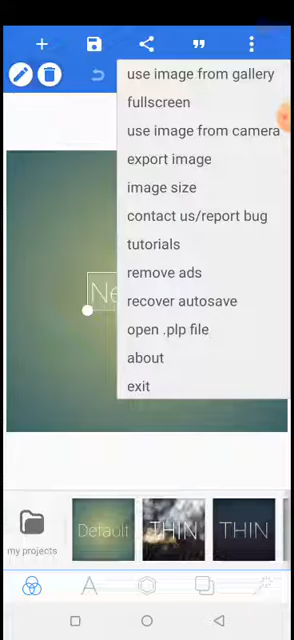 use image from gallery
fullscreen
use image from camera
export image
image size
contact us/report bug
tutorials
remove ads
recover autosave
open .plp file
about
exit
Ne
my projects
Default
THIN
THIN
A